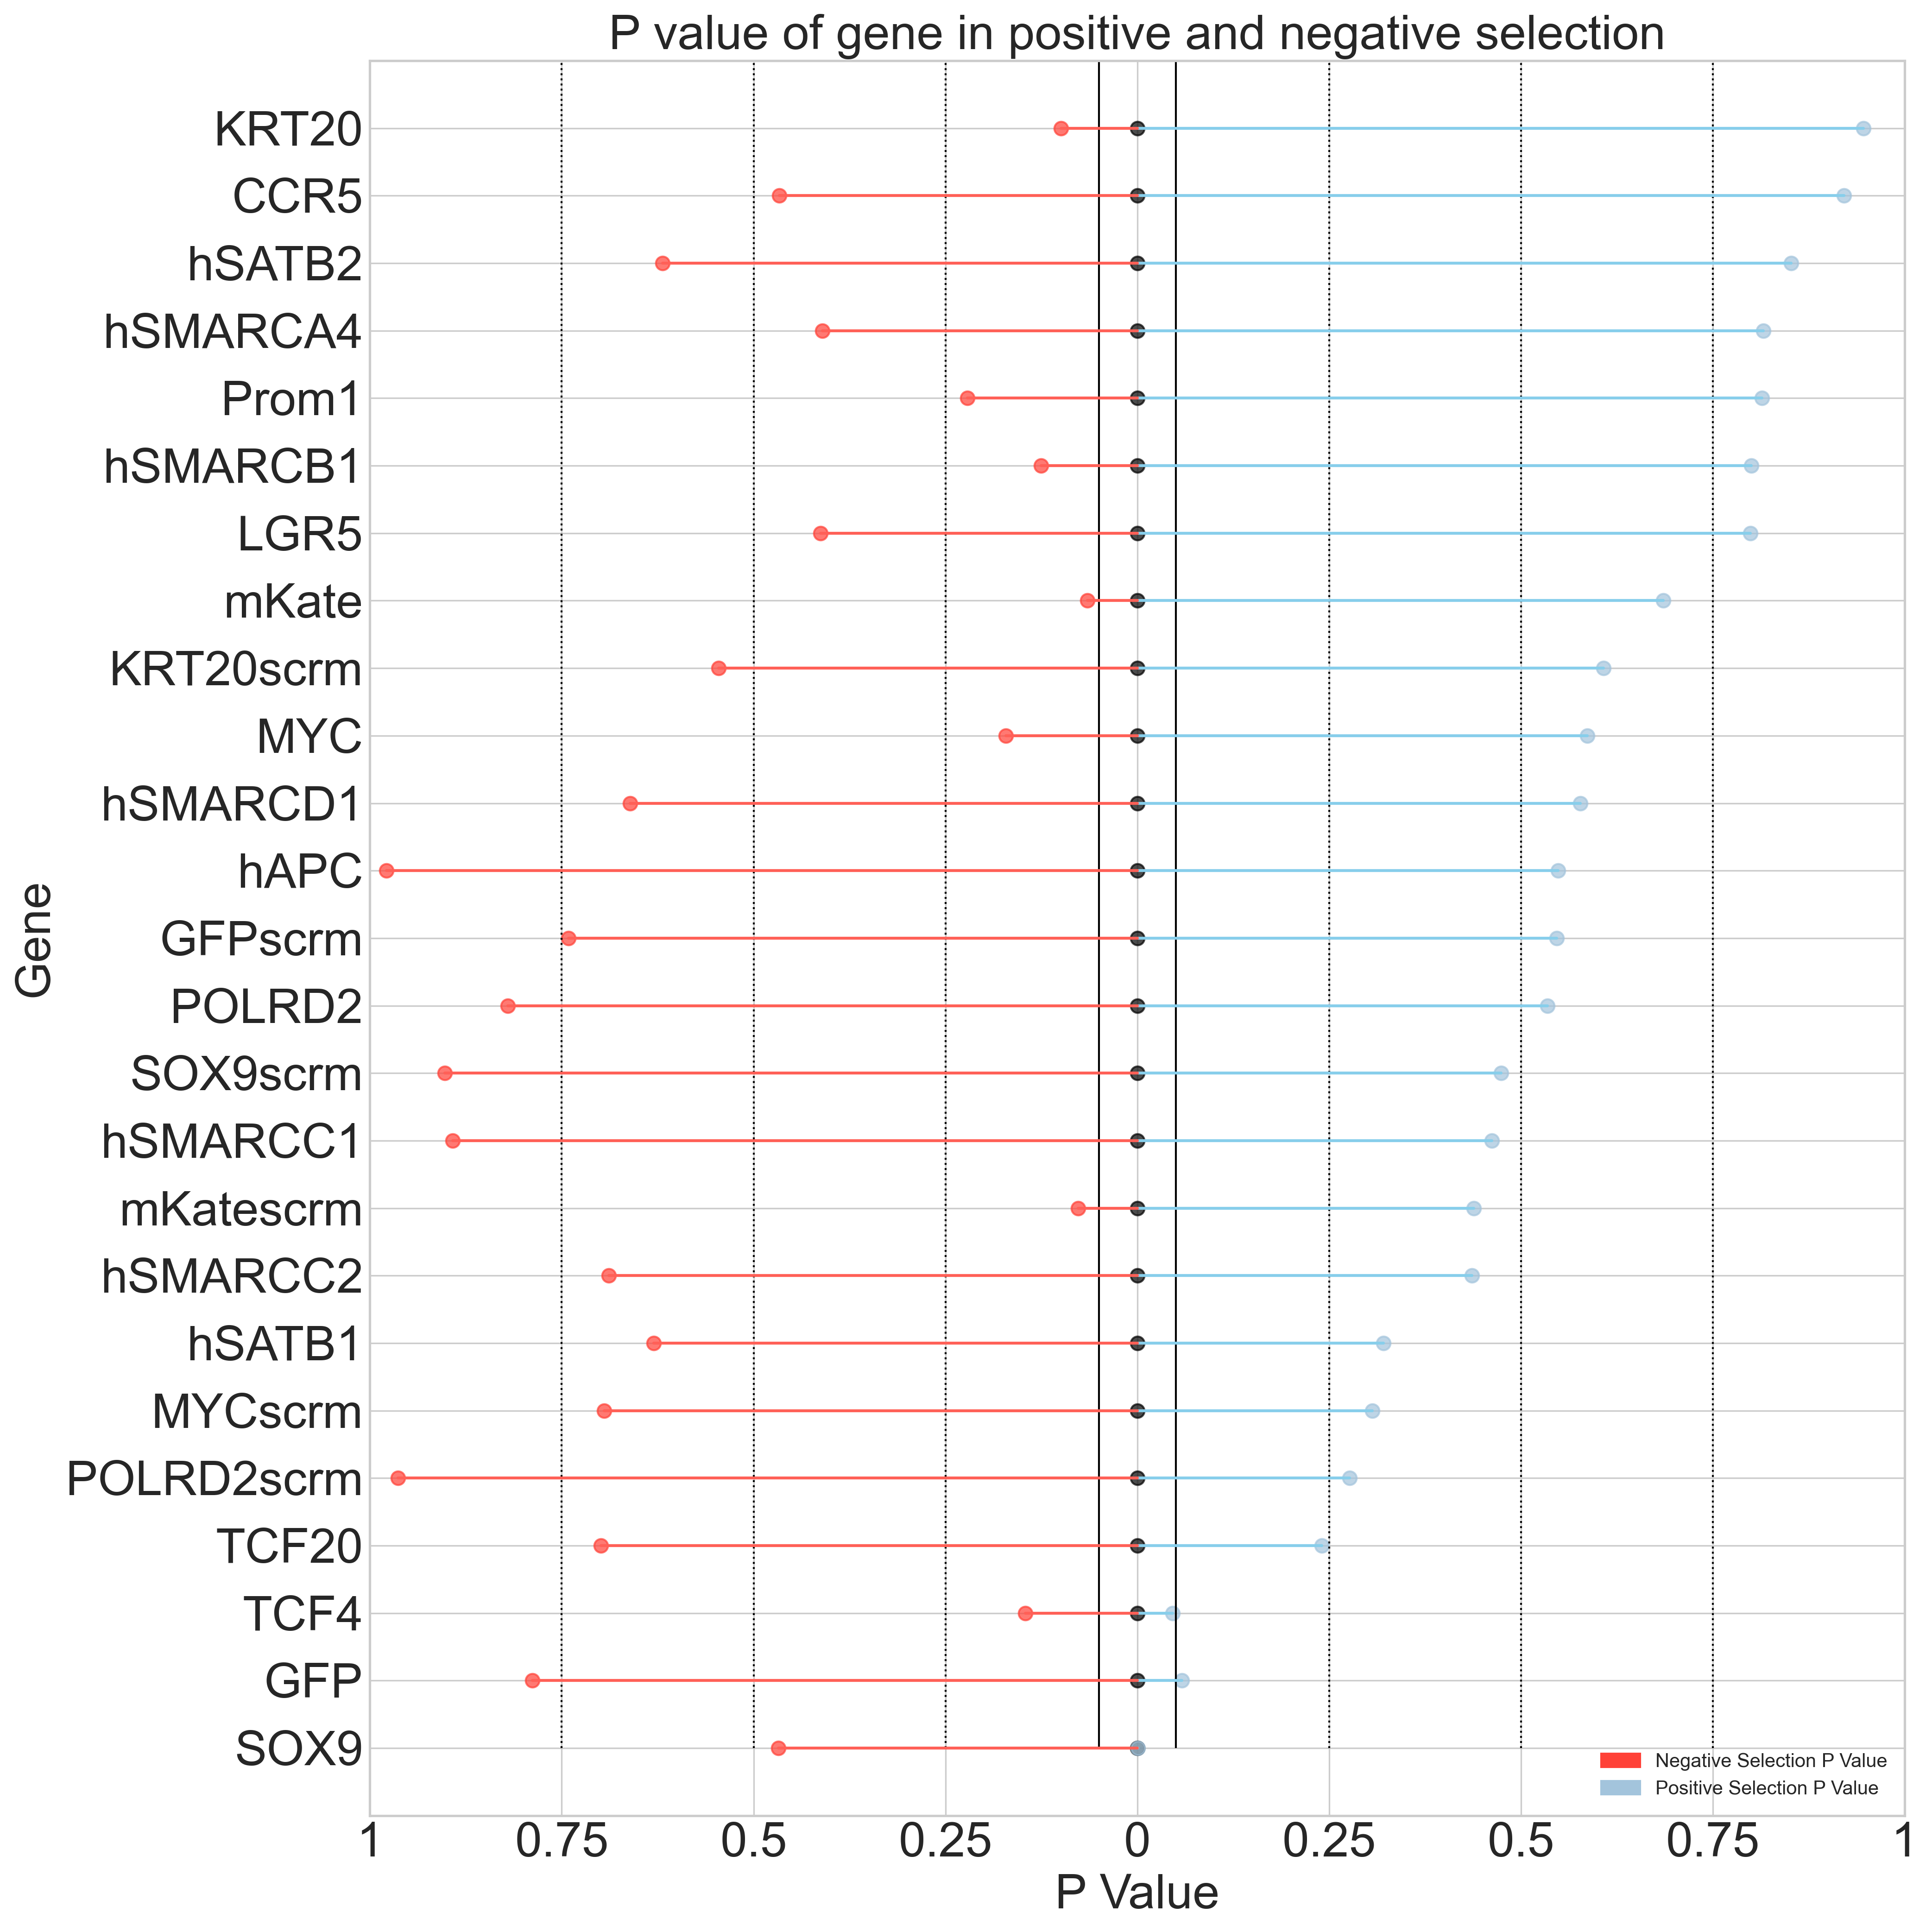 P value of gene in positive and negative selection
KRT20
CCR5
hSATB2
hSMARCA4
Prom1
hSMARCB1
LGR5
mKate
KRT20scrm
MYC
hSMARCD1
hAPC
GFPscrm
POLRD2
SOX9scrm
hSMARCC1
mKatescrm
hSMARCC2
hSATB1
MYCscrm
POLRD2scrm
TCF20
TCF4
GFP
SOX9
Gene
Negative Selection P Value
Positive Selection P Value
1 0.75 0.5 0.25 0 0.25 0.5 0.75 1
P Value